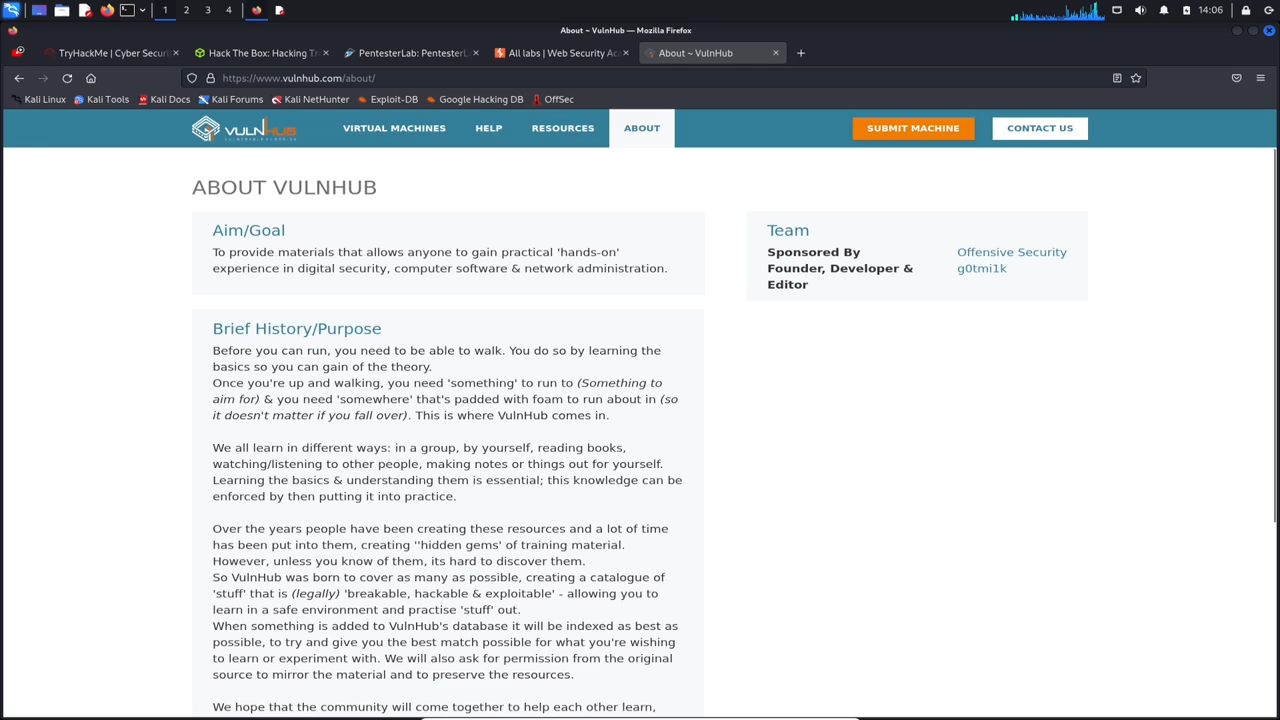 1
2
3
4
14:06
About ~ VulnHub — Mozilla Firefox
TryHackMe | Cyber Securi
Hack The Box: Hacking Tr
PentesterLab: PentesterL
All labs | Web Security Ac
About ~ VulnHub
https://www.vulnhub.com/about/
Kali Linux
Kali Tools
Kali Docs
Kali Forums
Kali NetHunter
Exploit-DB
Google Hacking DB
OffSec
VULNHUB
VIRTUAL MACHINES
HELP
RESOURCES
ABOUT
SUBMIT MACHINE
CONTACT US
ABOUT VULNHUB
Aim/Goal
To provide materials that allows anyone to gain practical 'hands-on'
experience in digital security, computer software & network administration.
Team
Sponsored By Offensive Security
Founder, Developer & g0tmi1k
Editor
Brief History/Purpose
Before you can run, you need to be able to walk. You do so by learning the
basics so you can gain of the theory.
Once you're up and walking, you need 'something' to run to (Something to
aim for) & you need 'somewhere' that's padded with foam to run about in (so
it doesn't matter if you fall over). This is where VulnHub comes in.
We all learn in different ways: in a group, by yourself, reading books,
watching/listening to other people, making notes or things out for yourself.
Learning the basics & understanding them is essential; this knowledge can be
enforced by then putting it into practice.
Over the years people have been creating these resources and a lot of time
has been put into them, creating ''hidden gems' of training material.
However, unless you know of them, its hard to discover them.
So VulnHub was born to cover as many as possible, creating a catalogue of
'stuff' that is (legally) 'breakable, hackable & exploitable' - allowing you to
learn in a safe environment and practise 'stuff' out.
When something is added to VulnHub's database it will be indexed as best as
possible, to try and give you the best match possible for what you're wishing
to learn or experiment with. We will also ask for permission from the original
source to mirror the material and to preserve the resources.
We hope that the community will come together to help each other learn,